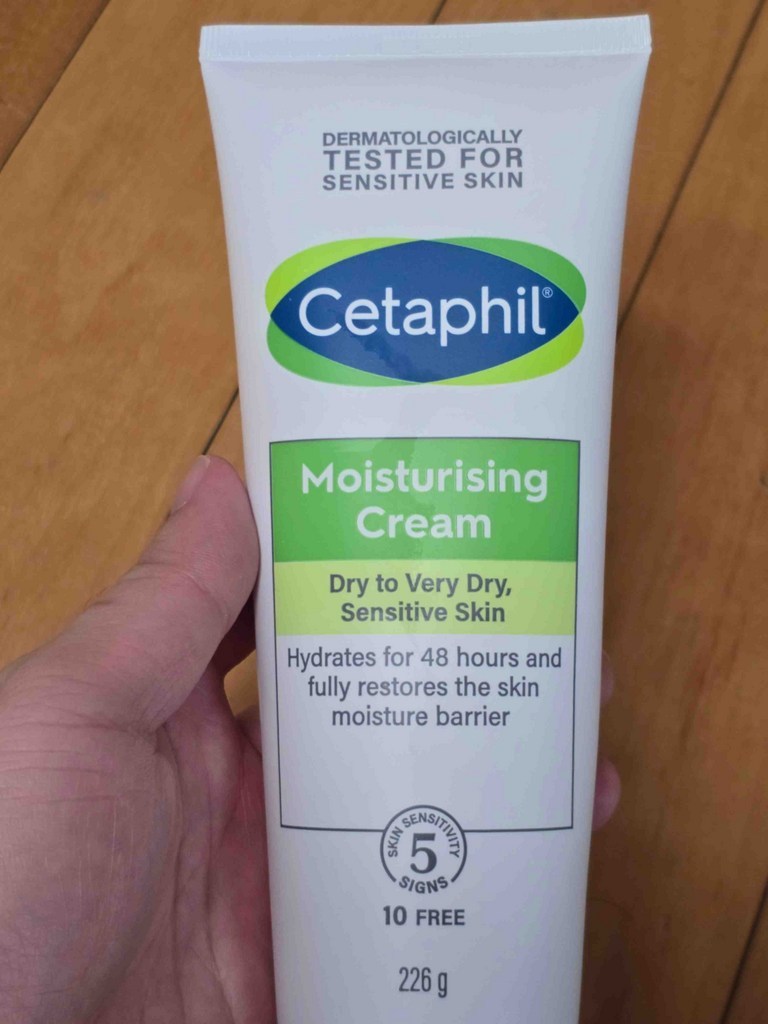 DERMATOLOGICALLY
TESTED FOR
SENSITIVE SKIN
Cetaphil®
Moisturising
Cream
Dry to Very Dry,
Sensitive Skin
Hydrates for 48 hours and
fully restores the skin
moisture barrier
SKIN SENSITIVITY
5
SIGNS
10 FREE
226 g